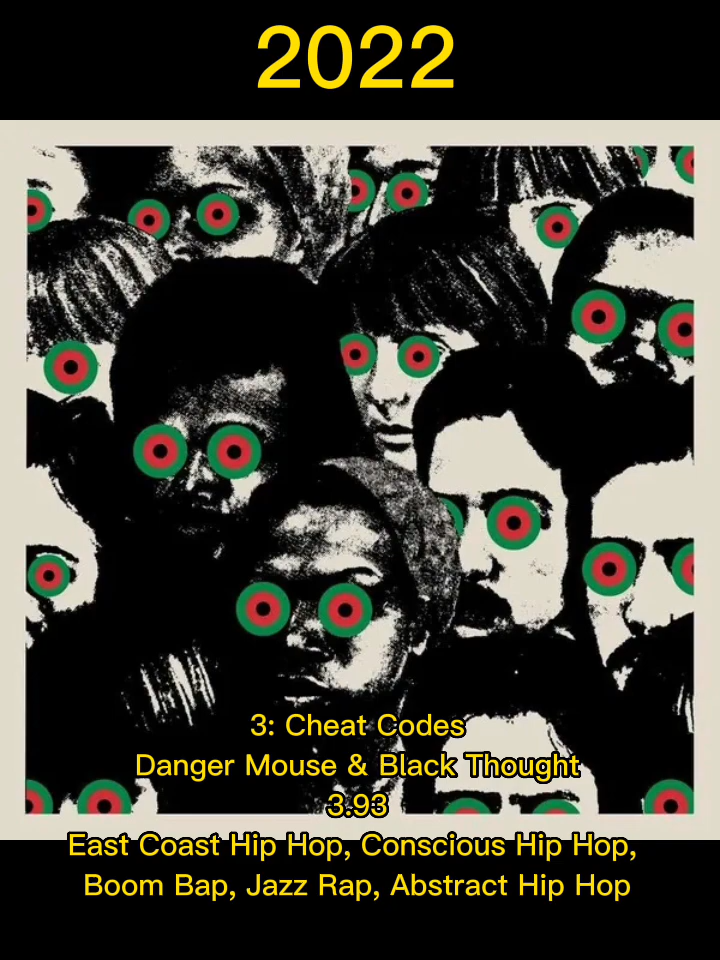 2022
3: Cheat Codes
Danger Mouse & Black Thought
3.93
East Coast Hip Hop, Conscious Hip Hop,
Boom Bap, Jazz Rap, Abstract Hip Hop